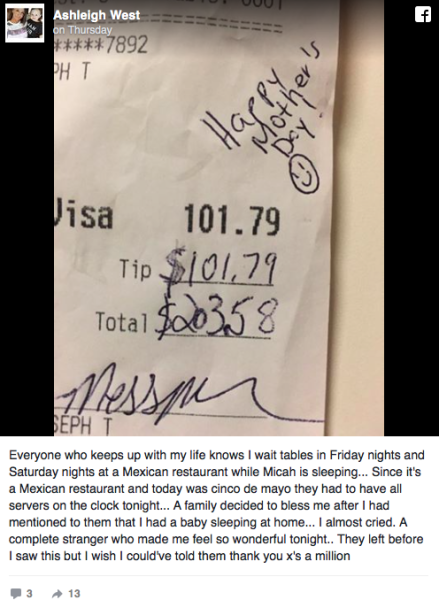 Ashleigh West
on Thursday
*****7892
PH T
Happy
Mother's
Day!
Visa 101.79
Tip $101.79
Total $203.58
SEPH T
Everyone who keeps up with my life knows I wait tables in Friday nights and
Saturday nights at a Mexican restaurant while Micah is sleeping... Since it's
a Mexican restaurant and today was cinco de mayo they had to have all
servers on the clock tonight... A family decided to bless me after I had
mentioned to them that I had a baby sleeping at home... I almost cried. A
complete stranger who made me feel so wonderful tonight.. They left before
I saw this but I wish I could've told them thank you x's a million
3 13